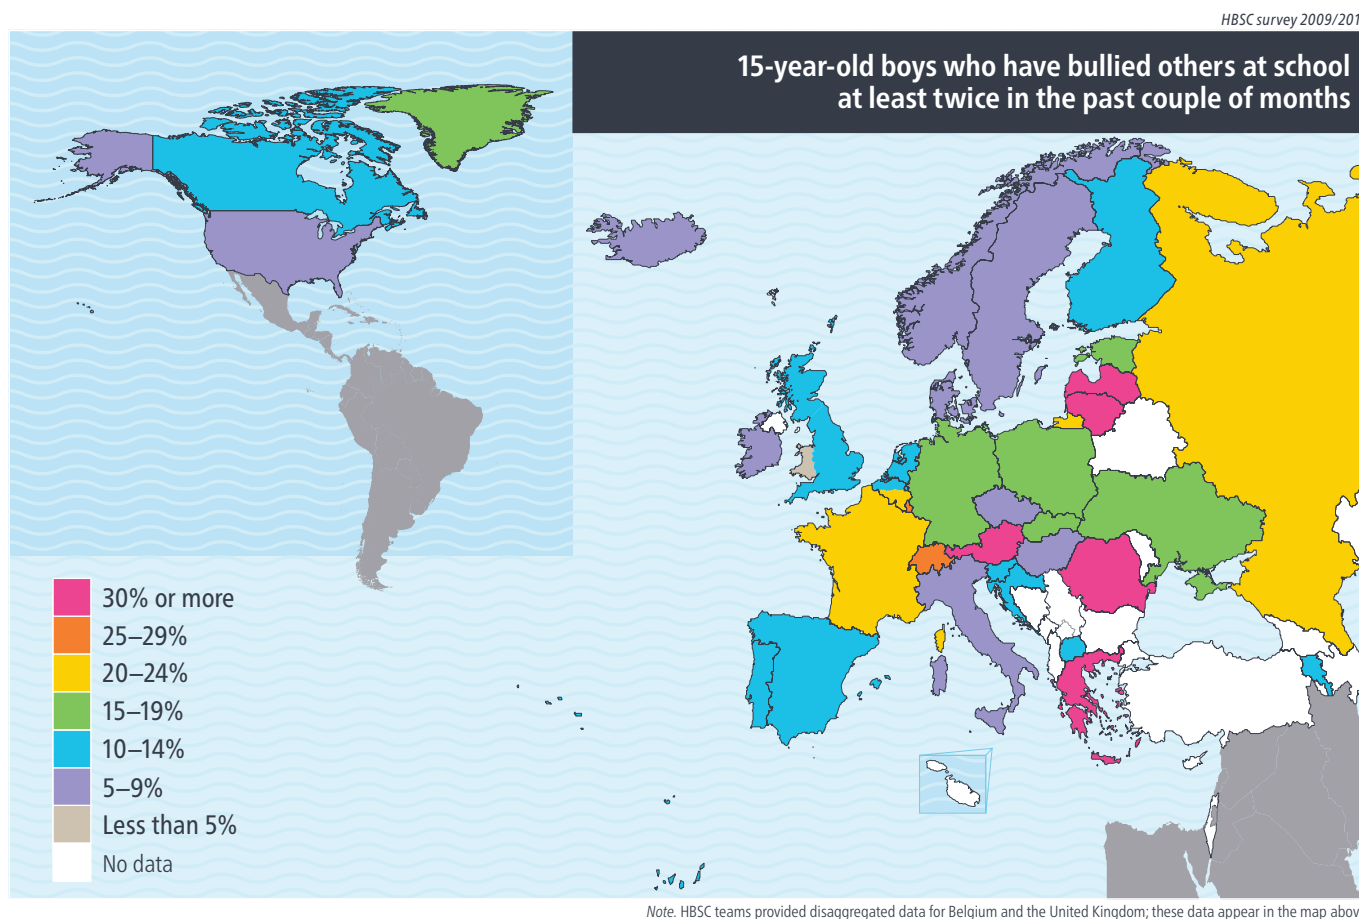 HBSC survey 2009/201
15-year-old boys who have bullied others at school
at least twice in the past couple of months
30% or more
25–29%
20–24%
15–19%
10–14%
5–9%
Less than 5%
No data
Note. HBSC teams provided disaggregated data for Belgium and the United Kingdom; these data appear in the map abov